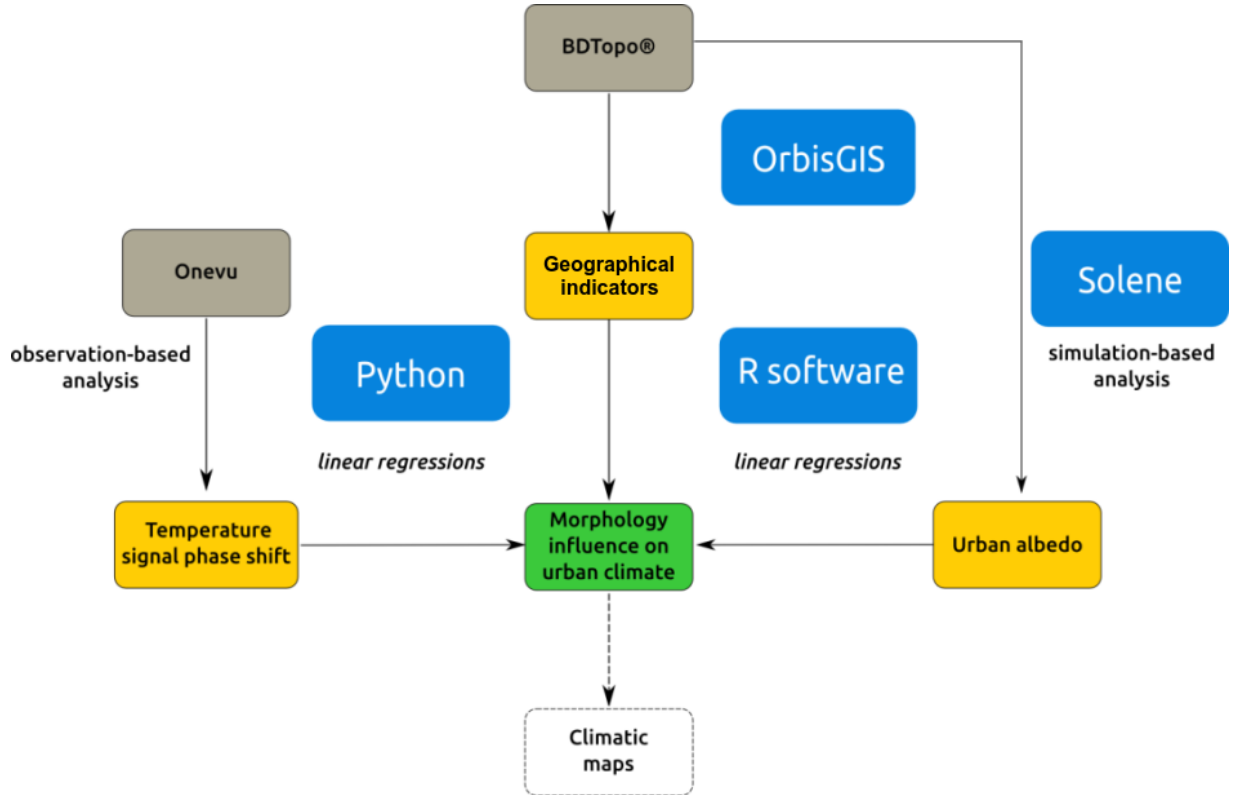 BDTopo®
OrbisGIS
Onevu
Geographical
indicators
Solene
observation-based
analysis
Python
R software
simulation-based
analysis
linear regressions
linear regressions
Temperature
signal phase shift
Morphology
influence on
urban climate
Urban albedo
Climatic
maps